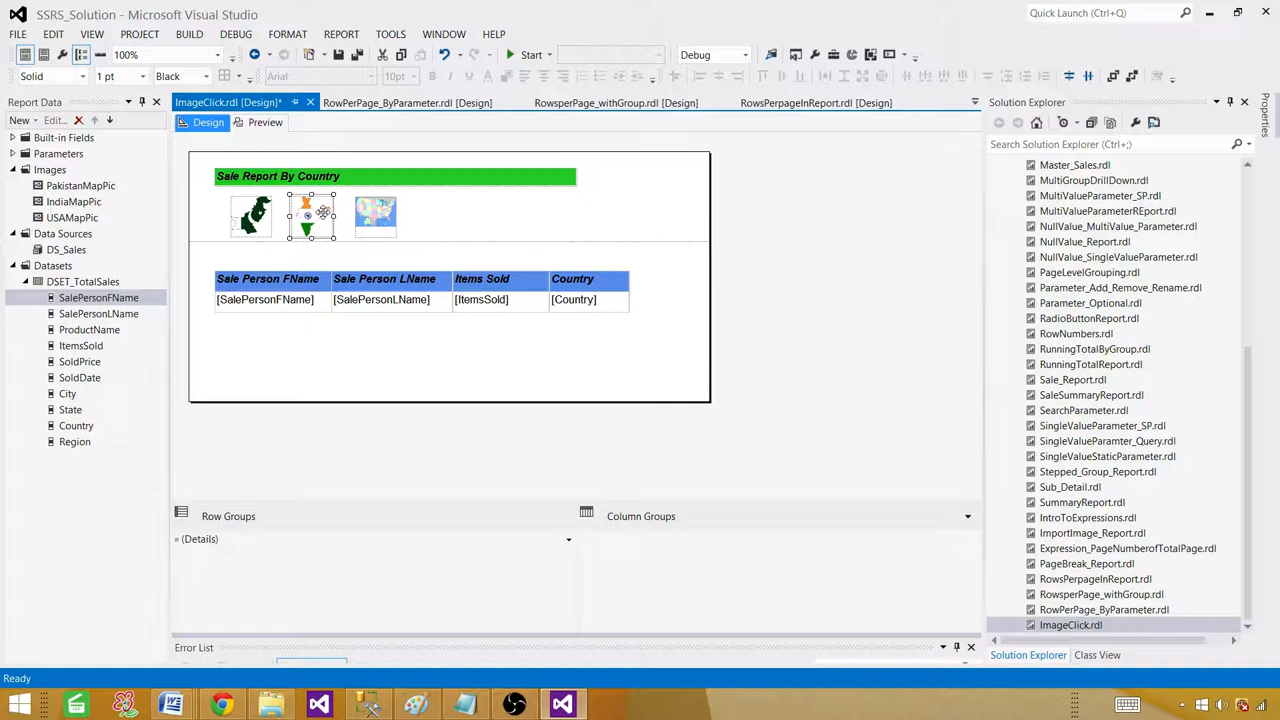 SSRS_Solution - Microsoft Visual Studio
Quick Launch (Ctrl+Q)
FILE EDIT VIEW PROJECT BUILD DEBUG FORMAT REPORT TOOLS WINDOW HELP
100% Start Debug
Solid 1 pt Black Arial 10pt
Report Data
ImageClick.rdl [Design]* RowPerPage_ByParameter.rdl [Design] RowsperPage_withGroup.rdl [Design] RowsPerpageInReport.rdl [Design]
Solution Explorer
Properties
New Edit...
Design Preview
Built-in Fields
Parameters
Images
PakistanMapPic
IndiaMapPic
USAMapPic
Data Sources
DS_Sales
Datasets
DSET_TotalSales
SalePersonFName
SalePersonLName
ProductName
ItemsSold
SoldPrice
SoldDate
City
State
Country
Region
Sale Report By Country
Sale Person FName Sale Person LName Items Sold Country
[SalePersonFName] [SalePersonLName] [ItemsSold] [Country]
Row Groups
Column Groups
(Details)
Error List
Search Solution Explorer (Ctrl+;)
Master_Sales.rdl
MultiGroupDrillDown.rdl
MultiValueParameter_SP.rdl
MultiValueParameterREport.rdl
NullValue_MultiValue_Parameter.rdl
NullValue_Report.rdl
NullValue_SingleValueParameter.rdl
PageLevelGrouping.rdl
Parameter_Add_Remove_Rename.rdl
Parameter_Optional.rdl
RadioButtonReport.rdl
RowNumbers.rdl
RunningTotalByGroup.rdl
RunningTotalReport.rdl
Sale_Report.rdl
SaleSummaryReport.rdl
SearchParameter.rdl
SingleValueParameter_SP.rdl
SingleValueParamter_Query.rdl
SingleValueStaticParameter.rdl
Stepped_Group_Report.rdl
Sub_Detail.rdl
SummaryReport.rdl
IntroToExpressions.rdl
ImportImage_Report.rdl
Expression_PageNumberofTotalPage.rdl
PageBreak_Report.rdl
RowsPerpageInReport.rdl
RowsperPage_withGroup.rdl
RowPerPage_ByParameter.rdl
ImageClick.rdl
Solution Explorer Class View
Ready